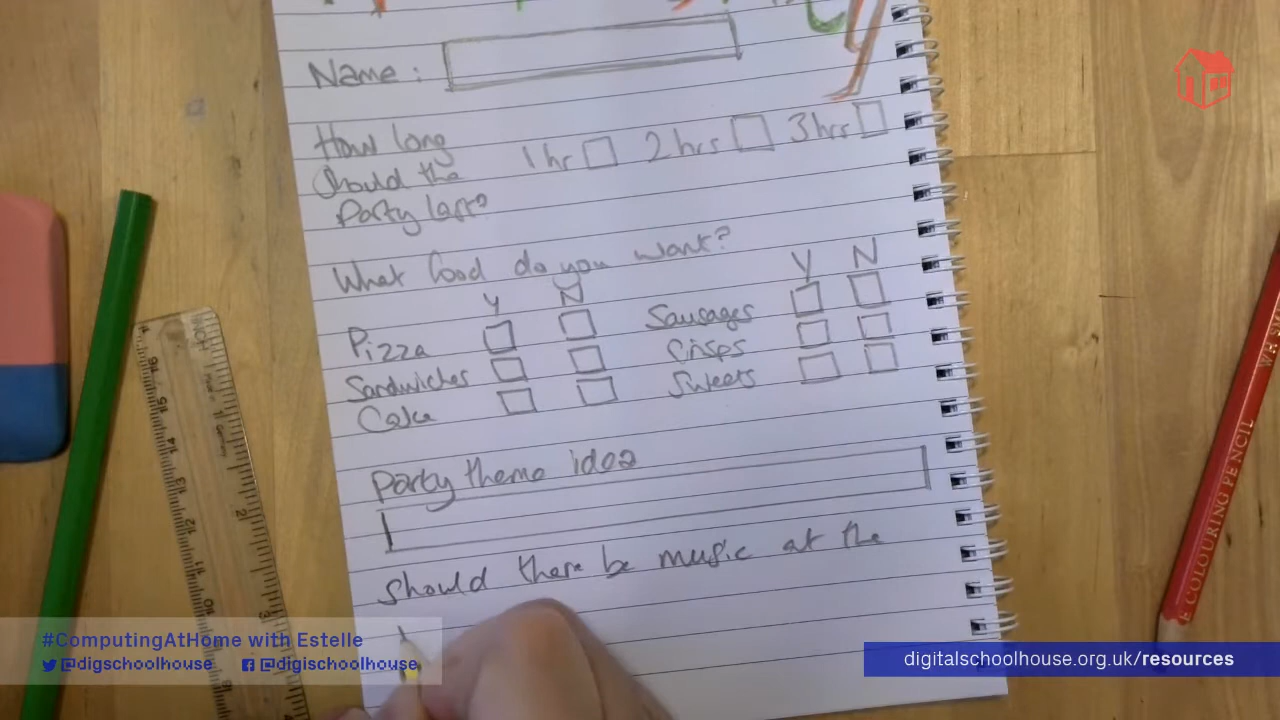 Name :
How long
Should the
Party last?
1 hr 2 hrs 3 hrs
What food do you want?
Y N Y N
Pizza Sausages
Sandwiches Crisps
Cake Sweets
Party theme idea
Should there be music at the
#ComputingAtHome with Estelle
@digschoolhouse @digischoolhouse
digitalschoolhouse.org.uk/resources
COLOURING PENCIL